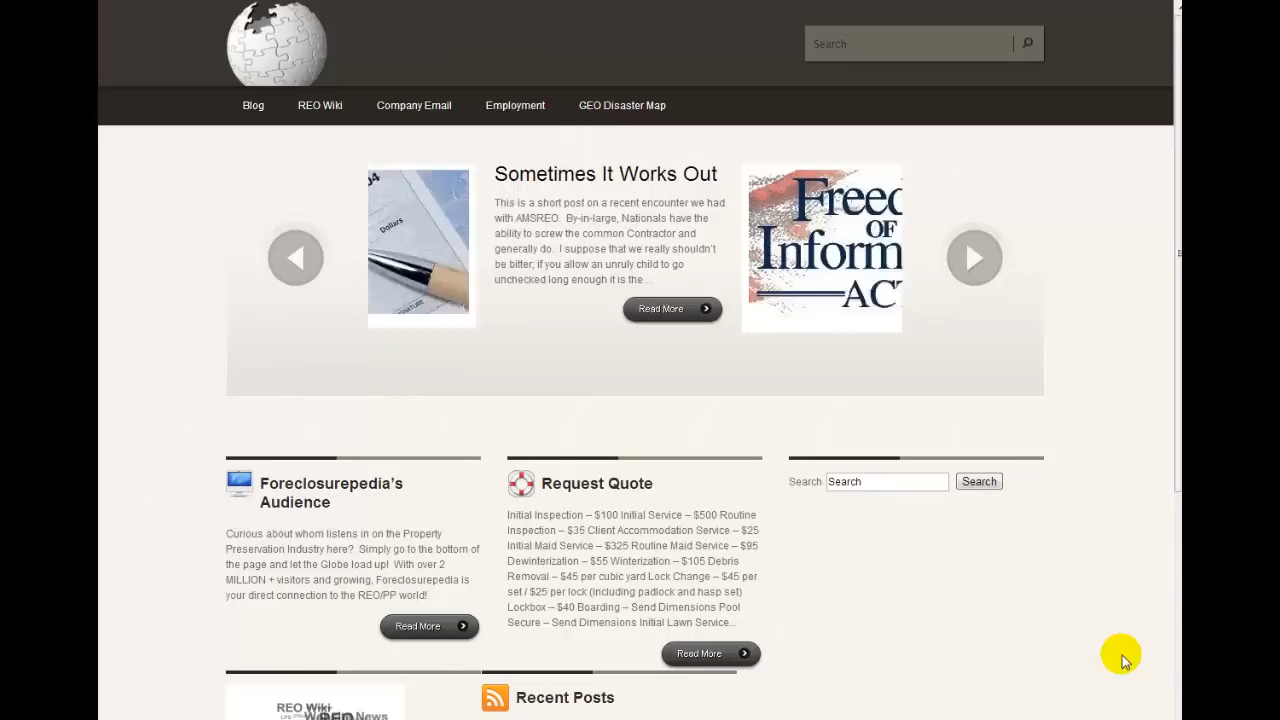 Search
Blog
REO Wiki
Company Email
Employment
GEO Disaster Map
Dollars
Sometimes It Works Out
This is a short post on a recent encounter we had
with AMSREO.  By-in-large, Nationals have the
ability to screw the common Contractor and
generally do.  I suppose that we really shouldn't
be bitter; if you allow an unruly child to go
unchecked long enough it is the...
Read More
Freed
OF
Inform
ACT
Foreclosurepedia's
Audience
Curious about whom listens in on the Property
Preservation Industry here?  Simply go to the bottom of
the page and let the Globe load up!  With over 2
MILLION + visitors and growing, Foreclosurepedia is
your direct connection to the REO/PP world!
Read More
Request Quote
Initial Inspection – $100 Initial Service – $500 Routine
Inspection – $35 Client Accommodation Service – $25
Initial Maid Service – $325 Routine Maid Service – $95
Dewinterization – $55 Winterization – $105 Debris
Removal – $45 per cubic yard Lock Change – $45 per
set / $25 per lock (including padlock and hasp set)
Lockbox – $40 Boarding – Send Dimensions Pool
Secure – Send Dimensions Initial Lawn Service...
Read More
Search Search Search
REO Wiki
Recent Posts